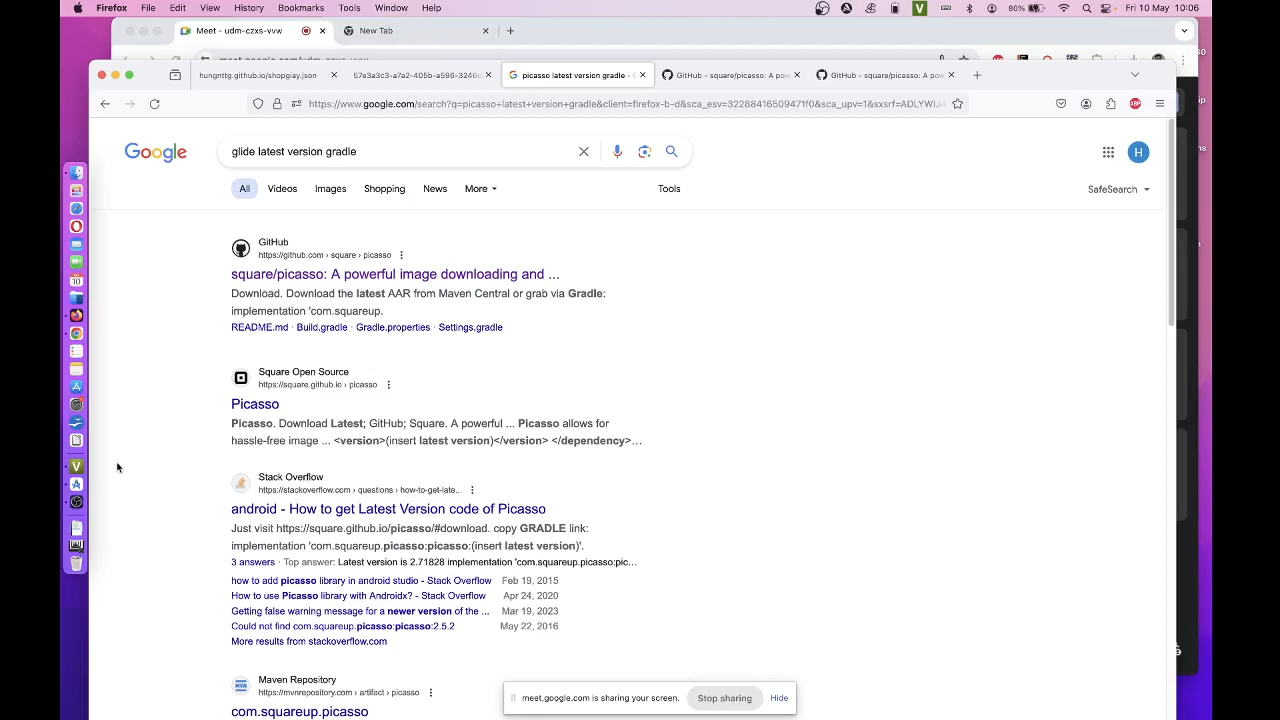 Firefox File Edit View History Bookmarks Tools Window Help 80% Fri 10 May 10:06
Meet - udm-czxs-vvw
New Tab
hungnttg.github.io/shopgiay.json
57a3a3c3-a7a2-405b-a596-3246
picasso latest version gradle -
GitHub - square/picasso: A pow
GitHub - square/picasso: A pow
https://www.google.com/search?q=picasso+latest+version+gradle&client=firefox-b-d&sca_esv=32288416509471f0&sca_upv=1&sxsrf=ADLYWIJ4
Google
glide latest version gradle
H
All Videos Images Shopping News More Tools
SafeSearch
GitHub
https://github.com › square › picasso
square/picasso: A powerful image downloading and ...
Download. Download the latest AAR from Maven Central or grab via Gradle:
implementation 'com.squareup.
README.md · Build.gradle · Gradle.properties · Settings.gradle
Square Open Source
https://square.github.io › picasso
Picasso
Picasso. Download Latest; GitHub; Square. A powerful ... Picasso allows for
hassle-free image ... <version>(insert latest version)</version> </dependency>...
Stack Overflow
https://stackoverflow.com › questions › how-to-get-late...
android - How to get Latest Version code of Picasso
Just visit https://square.github.io/picasso/#download. copy GRADLE link:
implementation 'com.squareup.picasso:picasso:(insert latest version)'.
3 answers · Top answer: Latest version is 2.71828 implementation 'com.squareup.picasso:pic...
how to add picasso library in android studio - Stack Overflow Feb 19, 2015
How to use Picasso library with Androidx? - Stack Overflow Apr 24, 2020
Getting false warning message for a newer version of the ... Mar 19, 2023
Could not find com.squareup.picasso:picasso:2.5.2 May 22, 2016
More results from stackoverflow.com
Maven Repository
https://mvnrepository.com › artifact › picasso
com.squareup.picasso
meet.google.com is sharing your screen. Stop sharing Hide